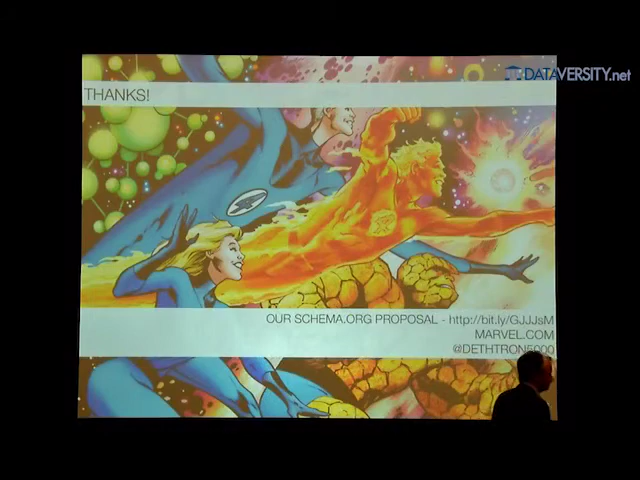 DATAVERSITY.net
THANKS!
OUR SCHEMA.ORG PROPOSAL - http://bit.ly/GJJJsM
MARVEL.COM
@DETHTRON5000